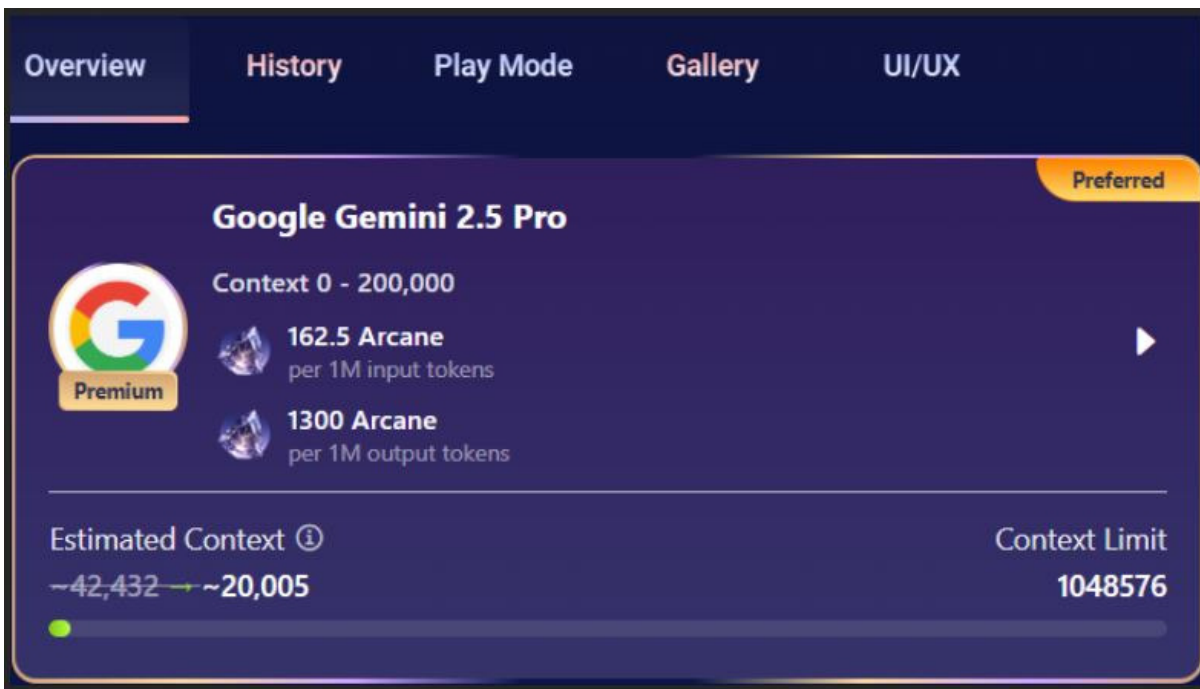 Overview History Play Mode Gallery UI/UX
Preferred
Google Gemini 2.5 Pro
Context 0 - 200,000
162.5 Arcane
per 1M input tokens
Premium
1300 Arcane
per 1M output tokens
Estimated Context Context Limit
~42,432 → ~20,005 1048576